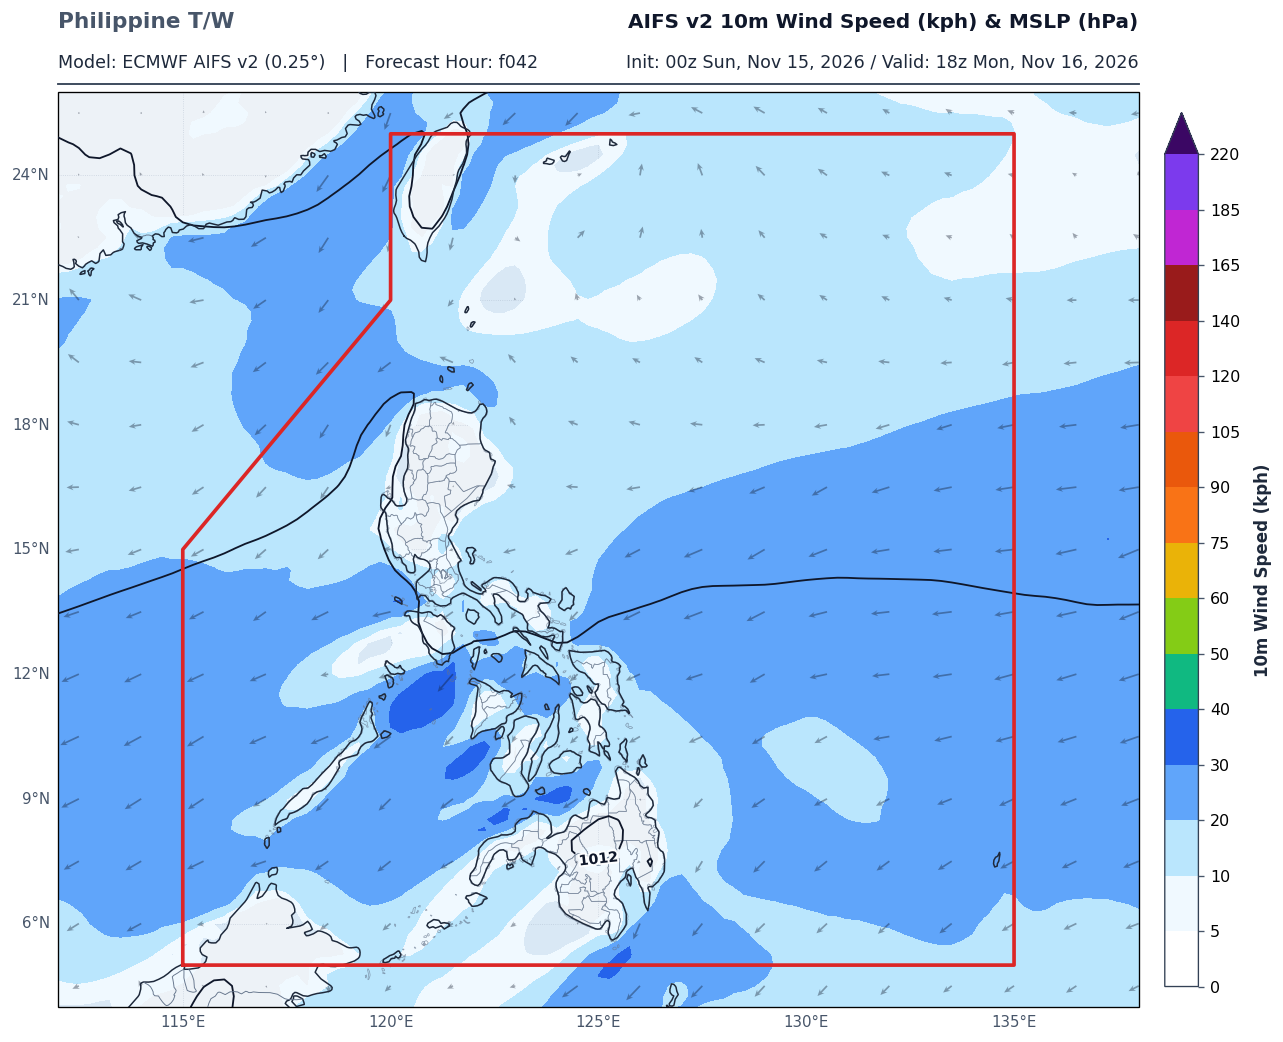 Philippine T/W
AIFS v2 10m Wind Speed (kph) & MSLP (hPa)
Model: ECMWF AIFS v2 (0.25°) | Forecast Hour: f042
Init: 00z Sun, Nov 15, 2026 / Valid: 18z Mon, Nov 16, 2026
24°N
21°N
18°N
15°N
12°N
9°N
6°N
115°E
120°E
125°E
130°E
135°E
1012
220
185
165
140
120
105
90
75
60
50
40
30
20
10
5
0
10m Wind Speed (kph)